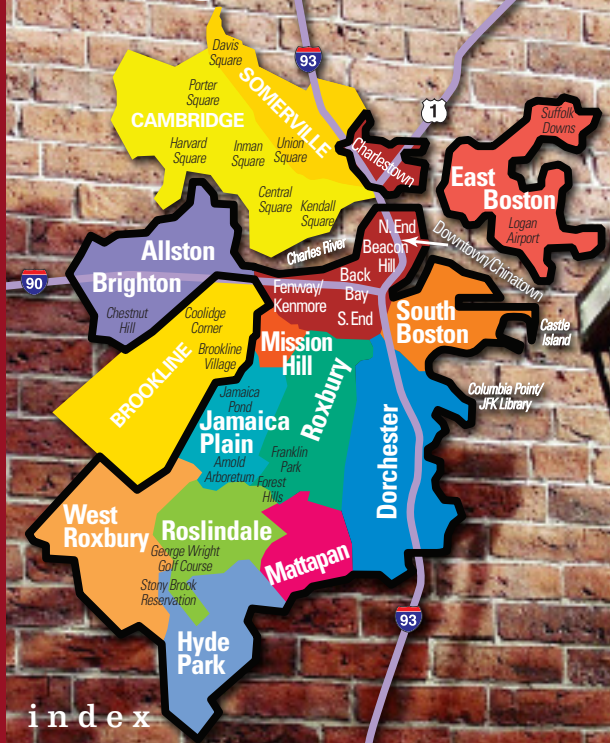 Davis
Square
93
Porter
Square
SOMERVILLE
1
CAMBRIDGE
Suffolk
Downs
Harvard
Square
Inman
Square
Union
Square
Charlestown
East
Boston
Central
Square
Kendall
Square
Logan
Airport
N. End
Charles River
Beacon
Hill
Downtown/Chinatown
Allston
Brighton
90
Back
Bay
Fenway/
Kenmore
S. End
South
Boston
Chestnut
Hill
Coolidge
Corner
Castle
Island
Mission
Hill
Brookline
Village
BROOKLINE
Columbia Point/
JFK Library
Jamaica
Pond
Roxbury
Jamaica
Plain
Dorchester
Arnold
Arboretum
Franklin
Park
Forest
Hills
West
Roxbury
Roslindale
George Wright
Golf Course
Mattapan
Stony Brook
Reservation
93
Hyde
Park
index